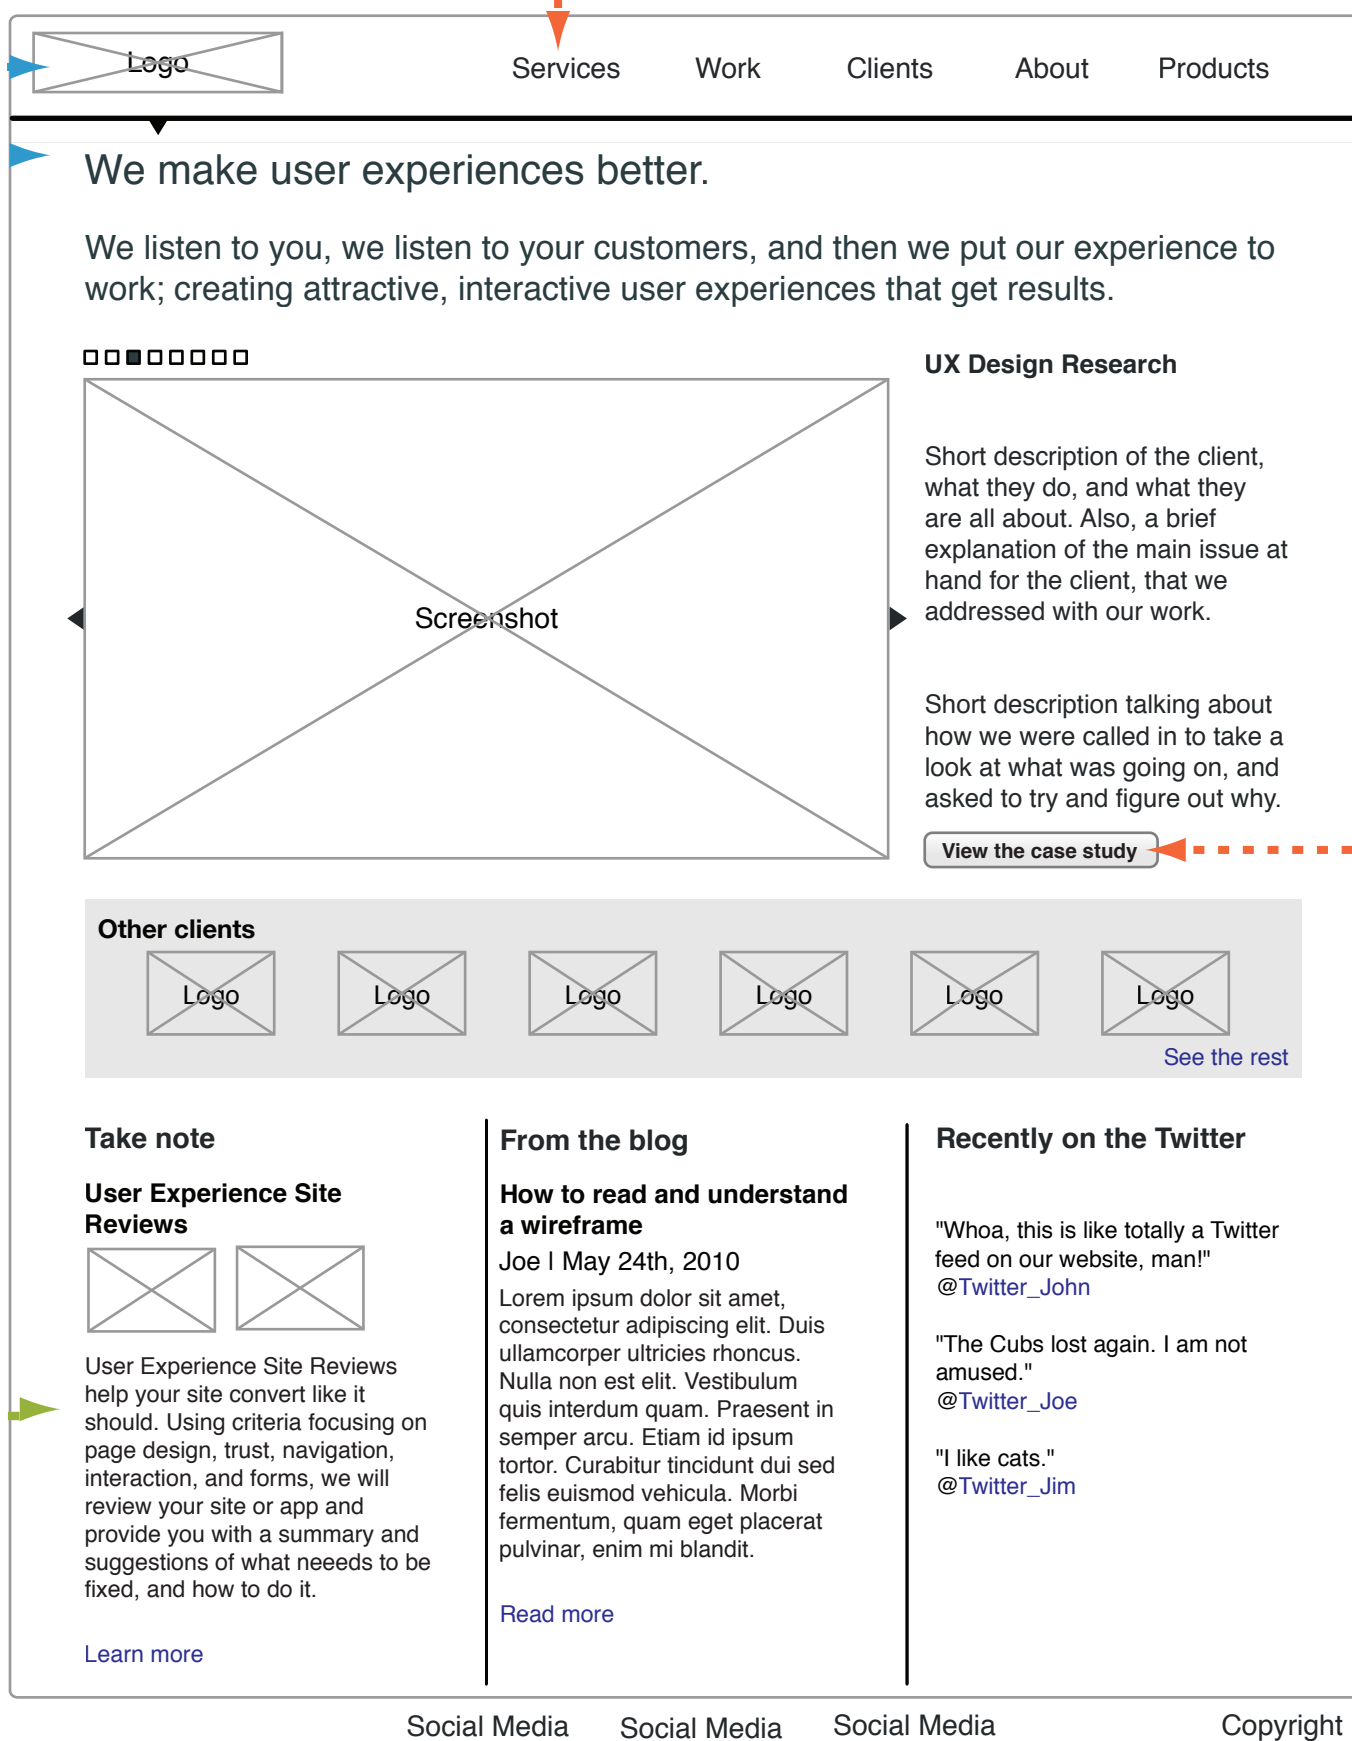 Logo
Services Work Clients About Products
We make user experiences better.
We listen to you, we listen to your customers, and then we put our experience to
work; creating attractive, interactive user experiences that get results.
Screenshot
UX Design Research
Short description of the client,
what they do, and what they
are all about. Also, a brief
explanation of the main issue at
hand for the client, that we
addressed with our work.
Short description talking about
how we were called in to take a
look at what was going on, and
asked to try and figure out why.
View the case study
Other clients
Logo Logo Logo Logo Logo Logo
See the rest
Take note
User Experience Site
Reviews
User Experience Site Reviews
help your site convert like it
should. Using criteria focusing on
page design, trust, navigation,
interaction, and forms, we will
review your site or app and
provide you with a summary and
suggestions of what neeeds to be
fixed, and how to do it.
Learn more
From the blog
How to read and understand
a wireframe
Joe | May 24th, 2010
Lorem ipsum dolor sit amet,
consectetur adipiscing elit. Duis
ullamcorper ultricies rhoncus.
Nulla non est elit. Vestibulum
quis interdum quam. Praesent in
semper arcu. Etiam id ipsum
tortor. Curabitur tincidunt dui sed
felis euismod vehicula. Morbi
fermentum, quam eget placerat
pulvinar, enim mi blandit.
Read more
Recently on the Twitter
"Whoa, this is like totally a Twitter
feed on our website, man!"
@Twitter_John
"The Cubs lost again. I am not
amused."
@Twitter_Joe
"I like cats."
@Twitter_Jim
Social Media Social Media Social Media Copyright